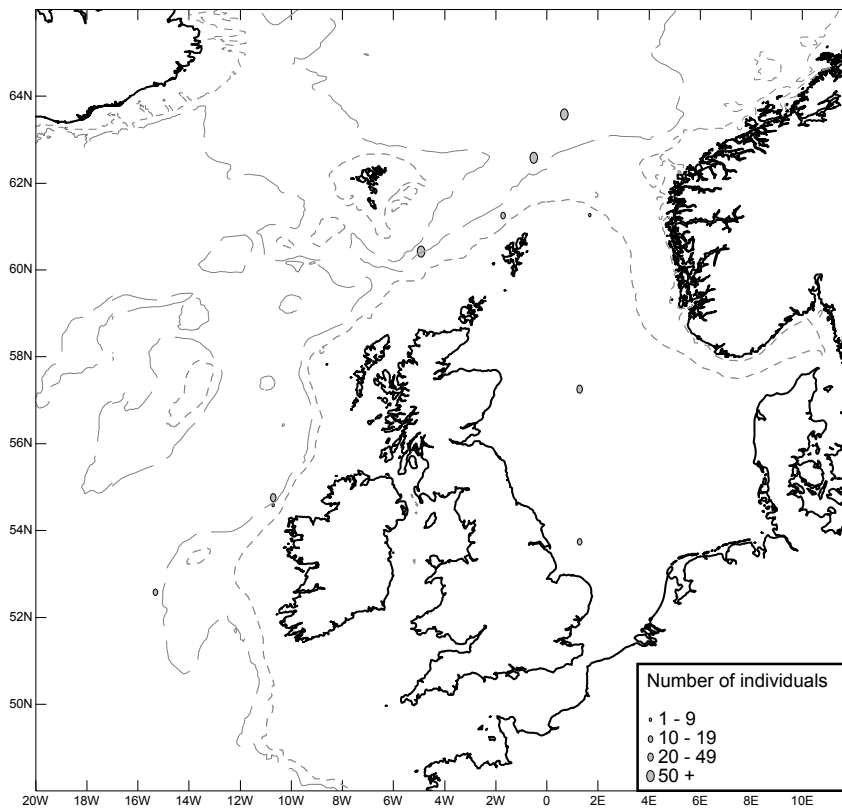 64N
62N
60N
58N
56N
54N
52N
50N
Number of individuals
1 - 9
10 - 19
20 - 49
50 +
20W 18W 16W 14W 12W 10W 8W 6W 4W 2W 0 2E 4E 6E 8E 10E